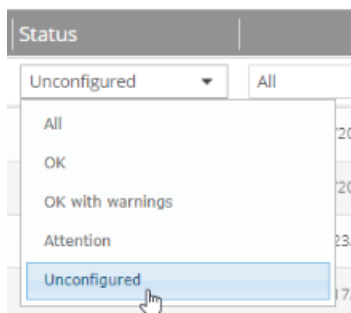 Status
Unconfigured
All
All
OK
OK with warnings
Attention
Unconfigured